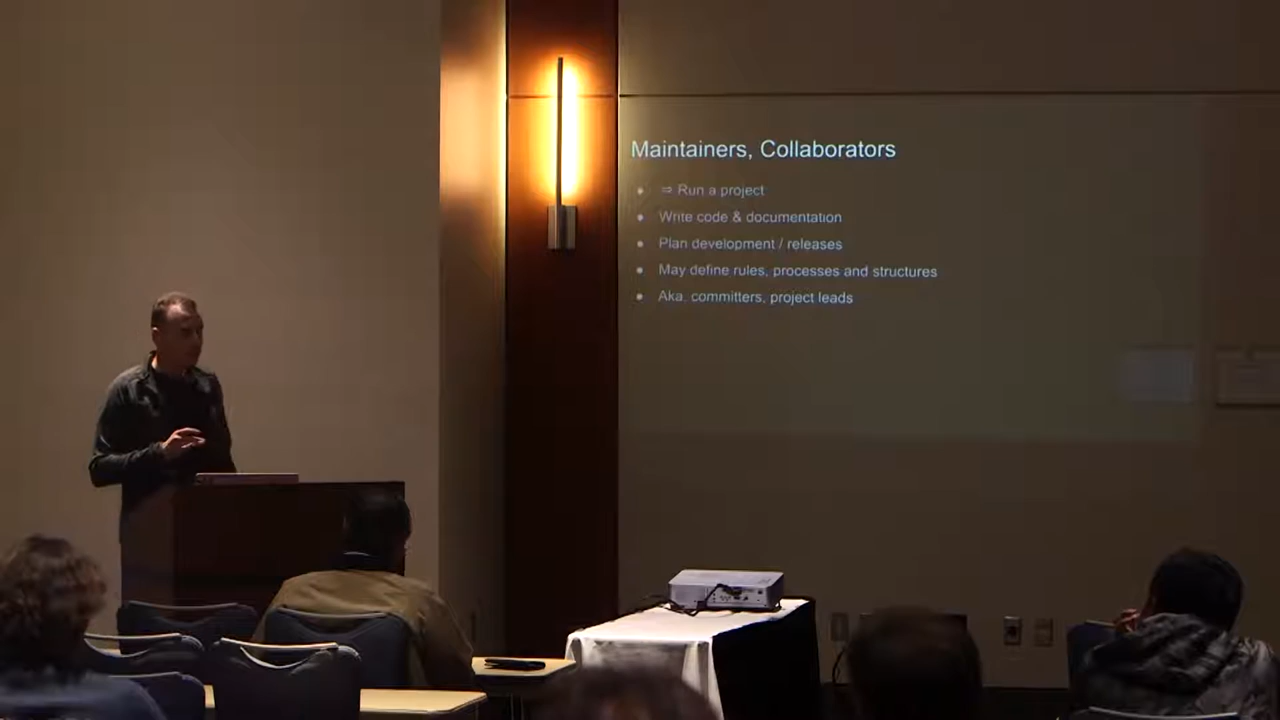 Maintainers, Collaborators
● ⇒ Run a project
● Write code & documentation
● Plan development / releases
● May define rules, processes and structures
● Aka. committers, project leads